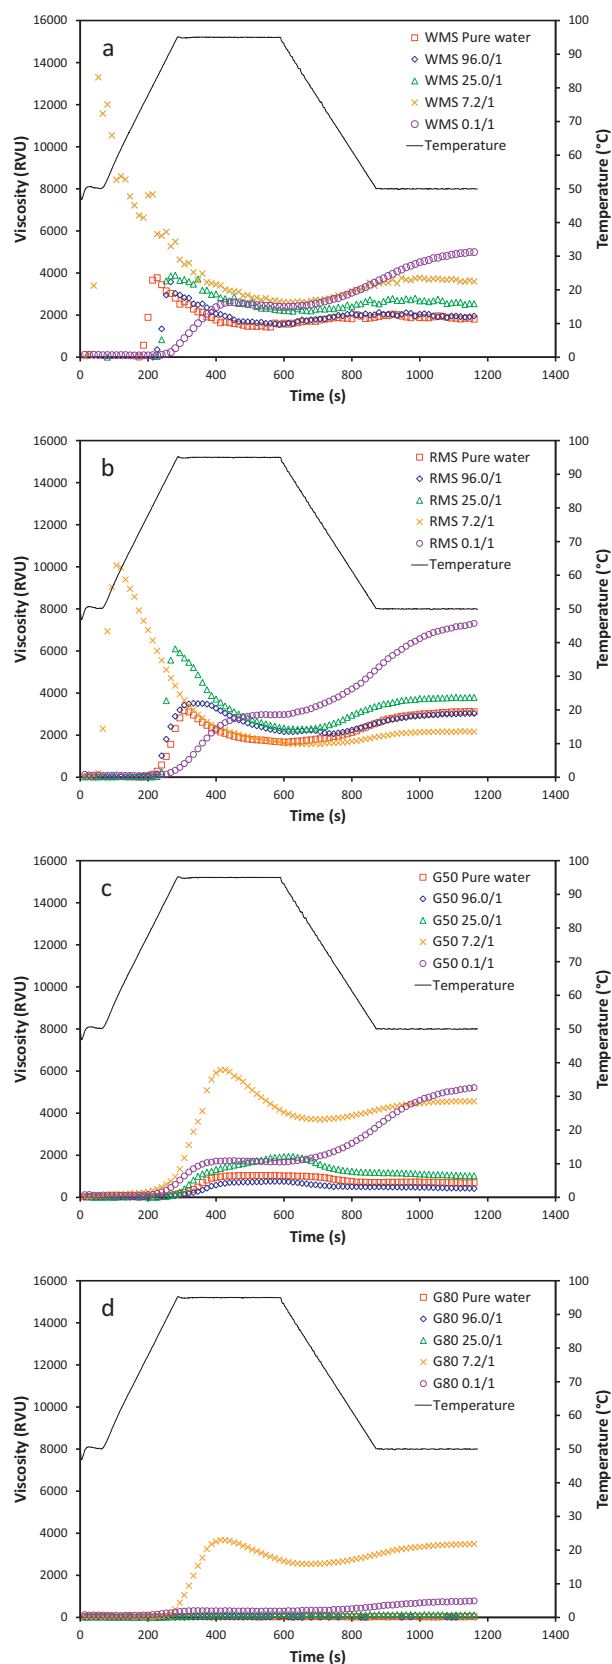 a
16000
14000
12000
10000
8000
6000
4000
2000
0
Viscosity (RVU)
WMS Pure water
WMS 96.0/1
WMS 25.0/1
WMS 7.2/1
WMS 0.1/1
Temperature
100
90
80
70
60
50
40
30
20
10
0
Temperature (°C)
0 200 400 600 800 1000 1200 1400
Time (s)
b
16000
14000
12000
10000
8000
6000
4000
2000
0
Viscosity (RVU)
RMS Pure water
RMS 96.0/1
RMS 25.0/1
RMS 7.2/1
RMS 0.1/1
Temperature
100
90
80
70
60
50
40
30
20
10
0
Temperature (°C)
0 200 400 600 800 1000 1200 1400
Time (s)
c
16000
14000
12000
10000
8000
6000
4000
2000
0
Viscosity (RVU)
G50 Pure water
G50 96.0/1
G50 25.0/1
G50 7.2/1
G50 0.1/1
Temperature
100
90
80
70
60
50
40
30
20
10
0
Temperature (°C)
0 200 400 600 800 1000 1200 1400
Time (s)
d
16000
14000
12000
10000
8000
6000
4000
2000
0
Viscosity (RVU)
G80 Pure water
G80 96.0/1
G80 25.0/1
G80 7.2/1
G80 0.1/1
Temperature
100
90
80
70
60
50
40
30
20
10
0
Temperature (°C)
0 200 400 600 800 1000 1200 1400
Time (s)